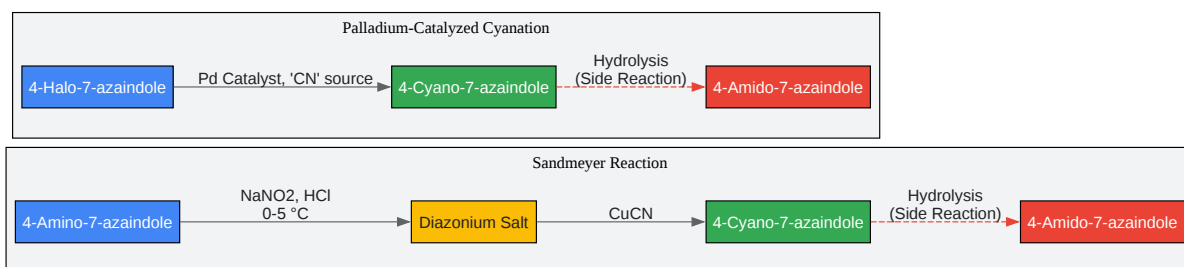 Palladium-Catalyzed Cyanation
4-Halo-7-azaindole
Pd Catalyst, 'CN' source
4-Cyano-7-azaindole
Hydrolysis
(Side Reaction)
4-Amido-7-azaindole
Sandmeyer Reaction
4-Amino-7-azaindole
NaNO2, HCl
0-5 °C
Diazonium Salt
CuCN
4-Cyano-7-azaindole
Hydrolysis
(Side Reaction)
4-Amido-7-azaindole